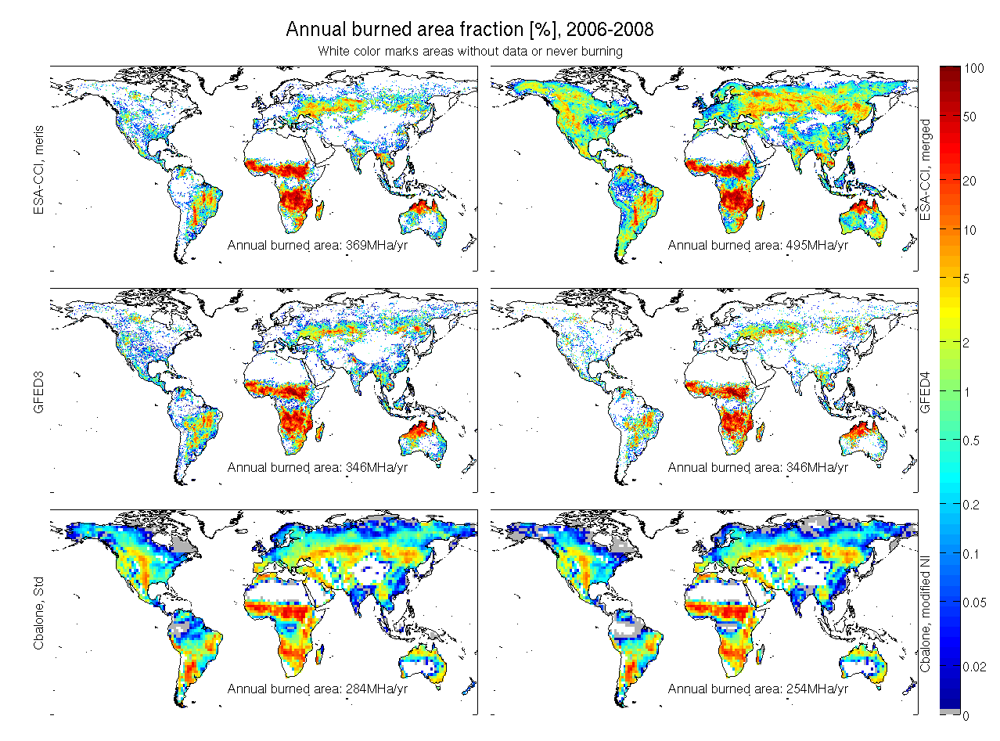 Annual burned area fraction [%], 2006-2008
White color marks areas without data or never burning
ESA-CCI, meris
Annual burned area: 369MHa/yr
ESA-CCI, merged
Annual burned area: 495MHa/yr
GFED3
Annual burned area: 346MHa/yr
GFED4
Annual burned area: 346MHa/yr
Cbalone, Std
Annual burned area: 284MHa/yr
Cbalone, modified NI
Annual burned area: 254MHa/yr
100
50
20
10
5
2
1
0.5
0.2
0.1
0.05
0.02
0